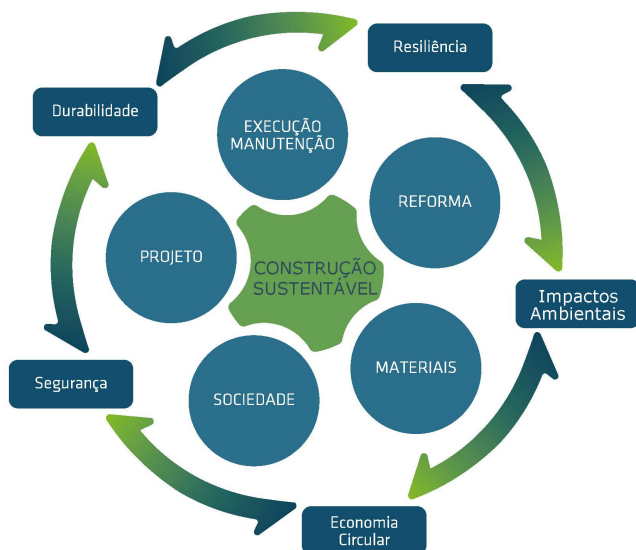 Resiliência
Durabilidade
EXECUÇÃO
MANUTENÇÃO
REFORMA
PROJETO
CONSTRUÇÃO
SUSTENTÁVEL
Impactos
Ambientais
Segurança
SOCIEDADE
MATERIAIS
Economia
Circular